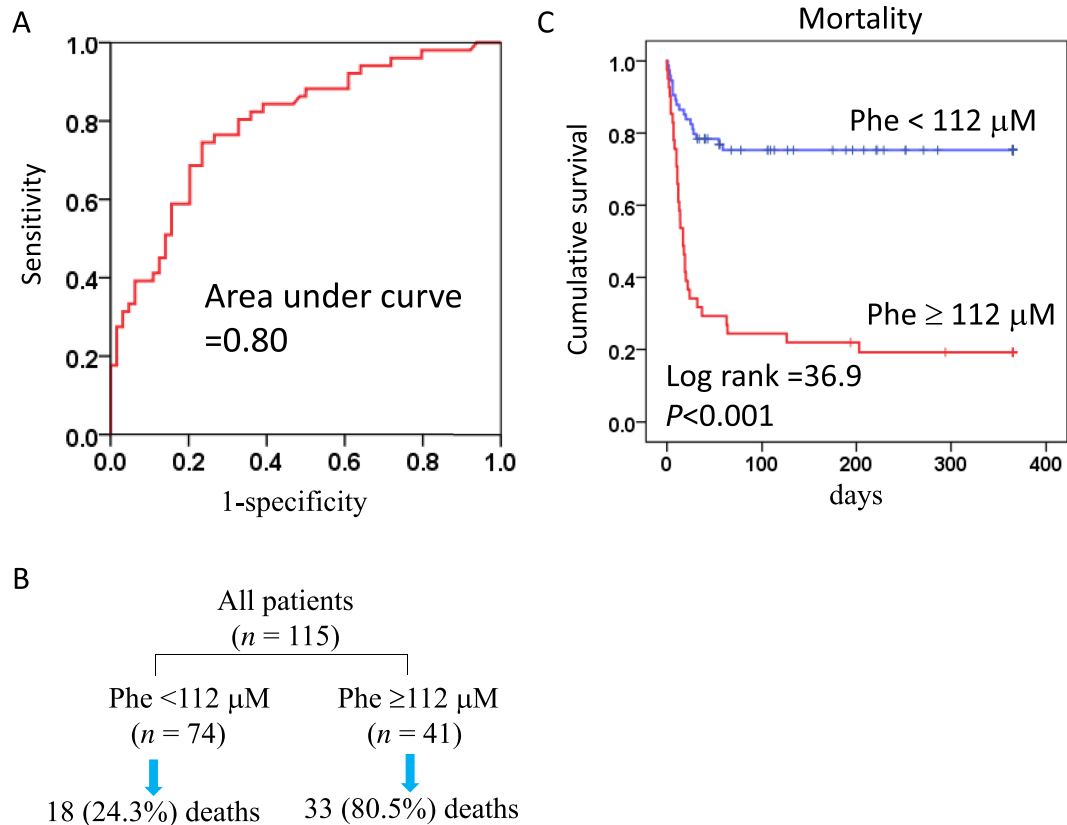 A
1.0
0.8
0.6
0.4
0.2
0.0
0.0 0.2 0.4 0.6 0.8 1.0
Sensitivity
1-specificity
Area under curve
=0.80
C
Mortality
1.0
0.8
0.6
0.4
0.2
0.0
0 100 200 300 400
Cumulative survival
days
Phe < 112 μM
Phe ≥ 112 μM
Log rank =36.9
P<0.001
B
All patients
(n = 115)
Phe <112 μM
(n = 74)
18 (24.3%) deaths
Phe ≥112 μM
(n = 41)
33 (80.5%) deaths